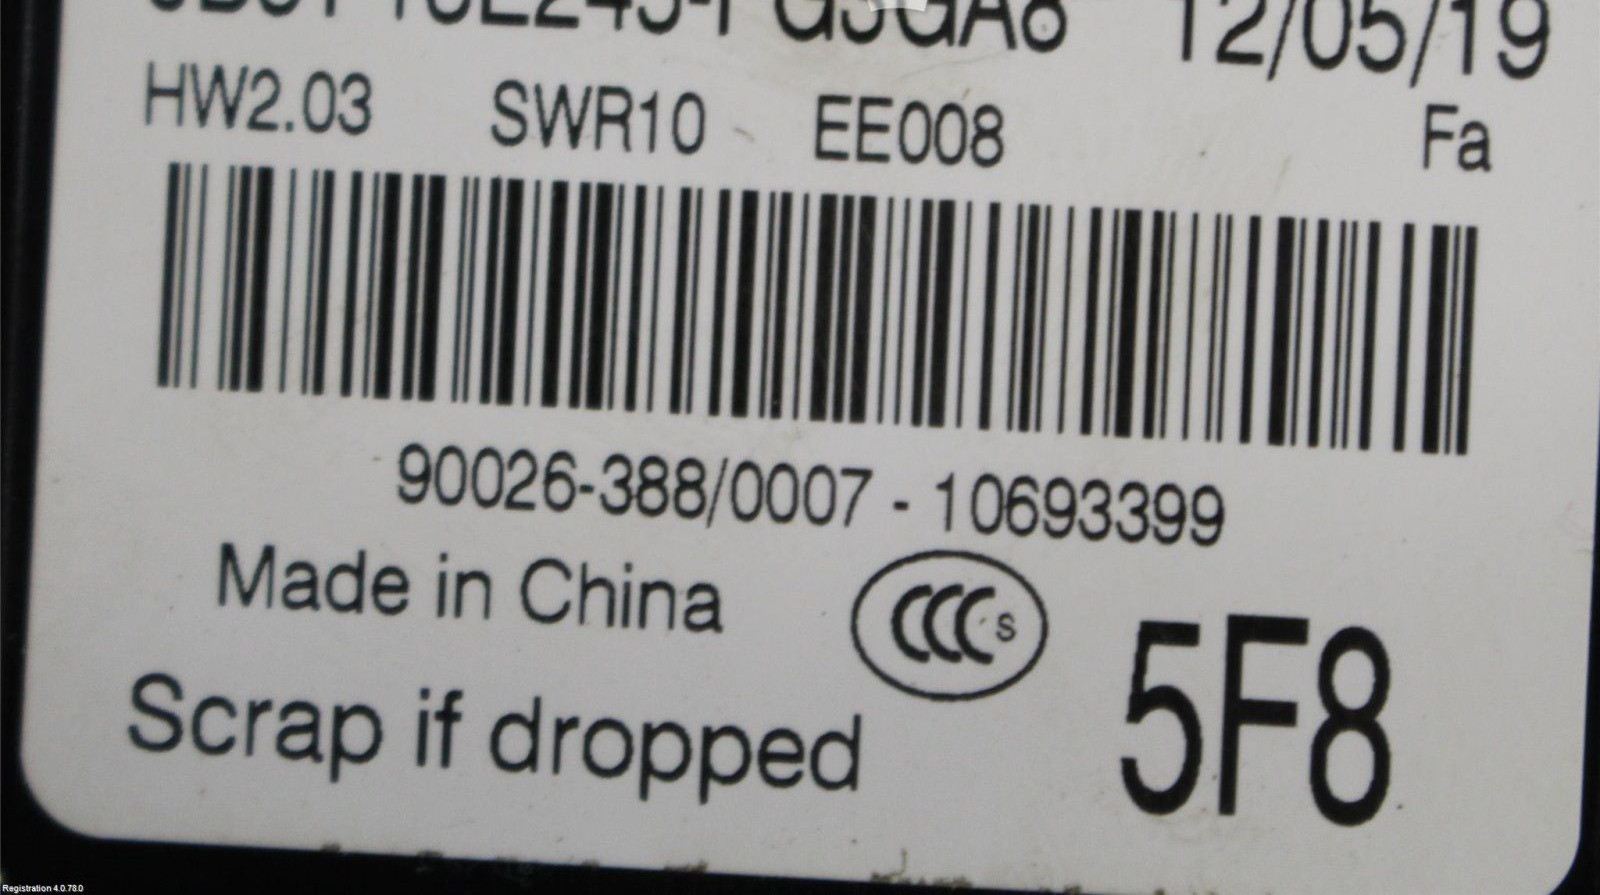 12/05/19
HW2.03 SWR10 EE008 Fa
90026-388/0007 - 10693399
Made in China
CCC S
5F8
Scrap if dropped
Registration 4.0.78.0